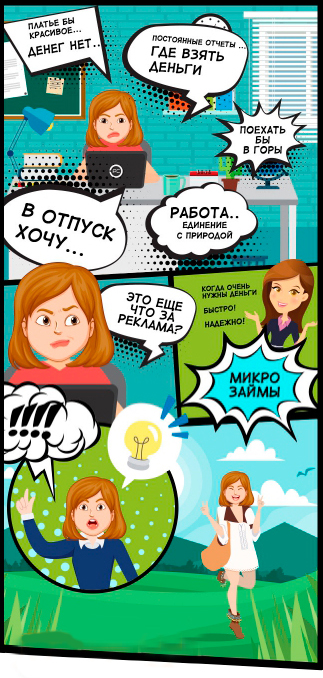 ПЛАТЬЕ БЫ
КРАСИВОЕ...
ДЕНЕГ НЕТ..
ПОСТОЯННЫЕ ОТЧЕТЫ ...
ГДЕ ВЗЯТЬ
ДЕНЬГИ
ПОЕХАТЬ
БЫ
В ГОРЫ
В ОТПУСК
ХОЧУ...
РАБОТА..
ЕДИНЕНИЕ
С ПРИРОДОЙ
PC
ЭТО ЕЩЕ
ЧТО ЗА
РЕКЛАМА?
КОГДА ОЧЕНЬ
НУЖНЫ ДЕНЬГИ
БЫСТРО!
НАДЕЖНО!
МИКРО
ЗАЙМЫ
!!!